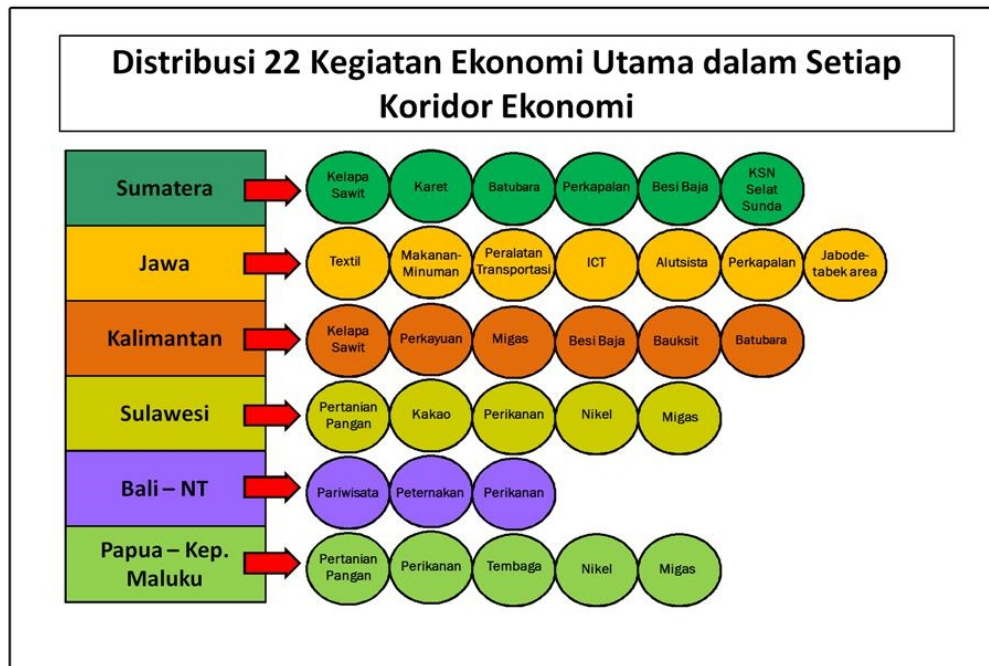 Distribusi 22 Kegiatan Ekonomi Utama dalam Setiap
Koridor Ekonomi
Sumatera
Kelapa
Sawit
Karet
Batubara
Perkapalan
Besi Baja
KSN
Selat
Sunda
Jawa
Textil
Makanan-
Minuman
Peralatan
Transportasi
ICT
Alutsista
Perkapalan
Jabode-
tabek area
Kalimantan
Kelapa
Sawit
Perkayuan
Migas
Besi Baja
Bauksit
Batubara
Sulawesi
Pertanian
Pangan
Kakao
Perikanan
Nikel
Migas
Bali – NT
Pariwisata
Peternakan
Perikanan
Papua – Kep.
Maluku
Pertanian
Pangan
Perikanan
Tembaga
Nikel
Migas